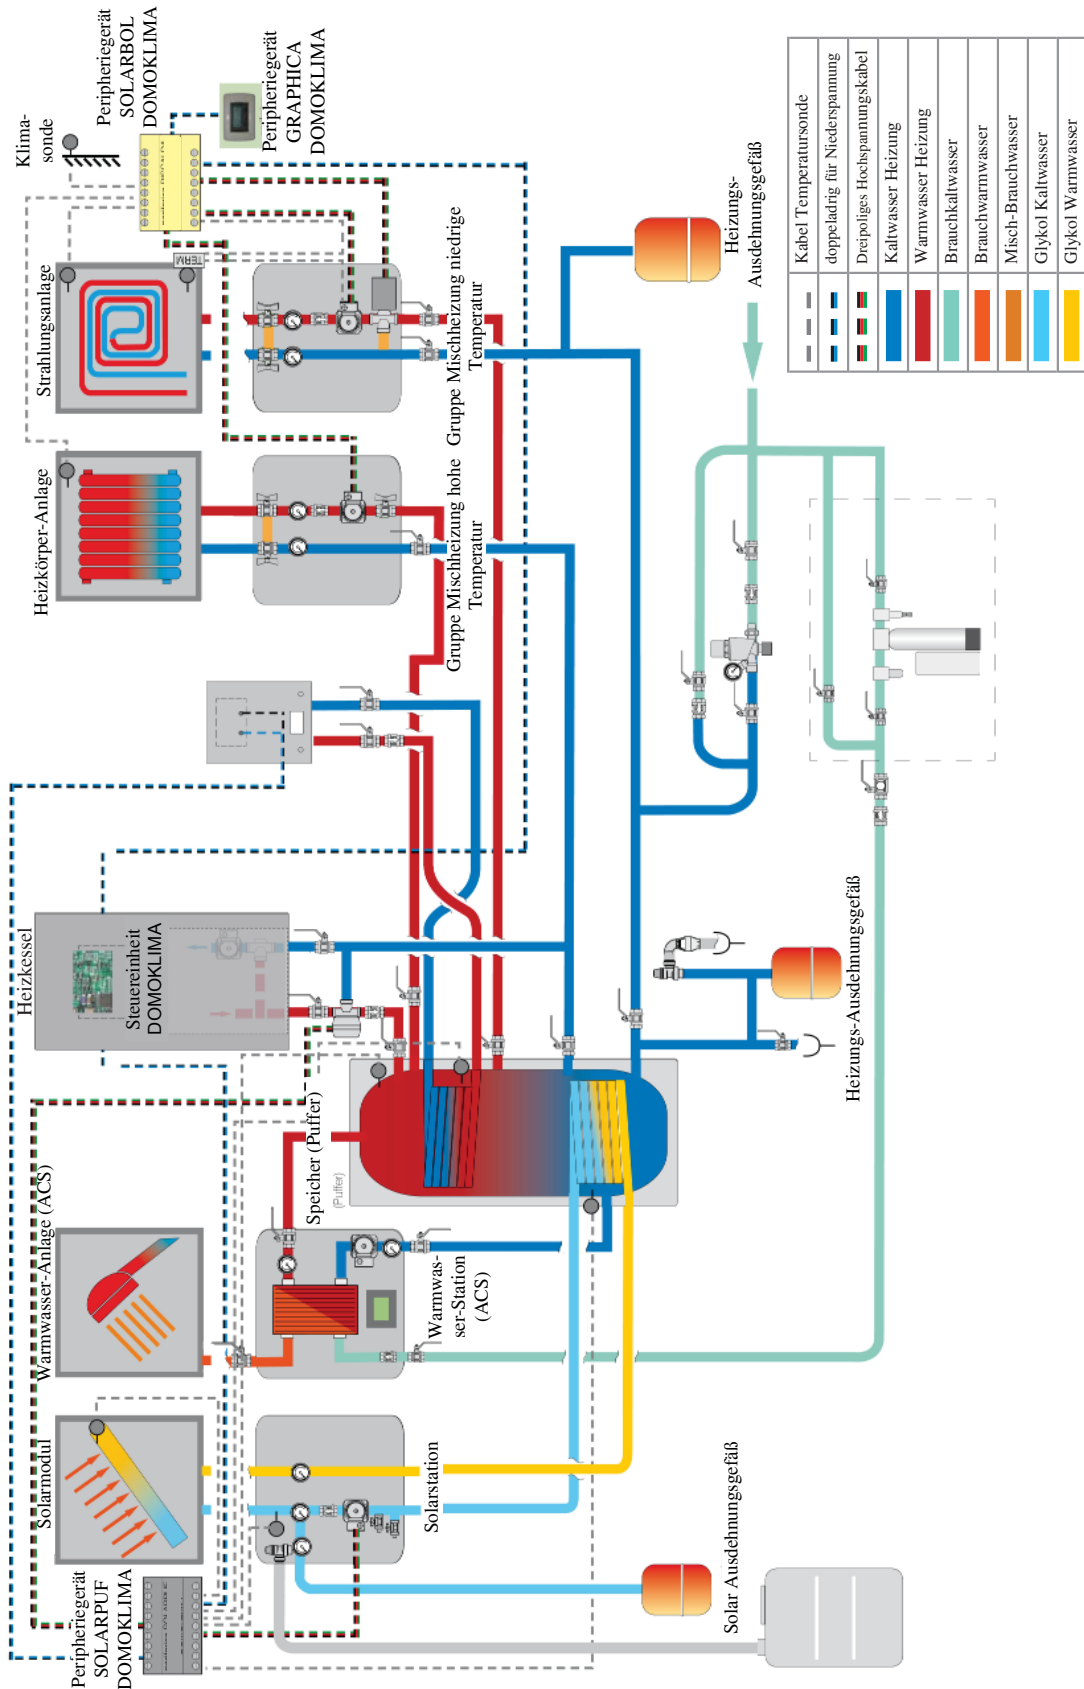 Peripheriegerät
SOLARPUF
DOMOKLIMA
Solarmodul
Warmwasser-Anlage (ACS)
Heizkessel
Steuereinheit
DOMOKLIMA
Heizkörper-Anlage
Strahlungsanlage
Klima-
sonde
Peripheriegerät
SOLARBOL
DOMOKLIMA
Peripheriegerät
GRAPHICA
DOMOKLIMA
TERM
Solarstation
Warmwas-
ser-Station
(ACS)
Speicher (Puffer)
(Puffer)
Gruppe Mischheizung hohe
Temperatur
Gruppe Mischheizung niedrige
Temperatur
Solar Ausdehnungsgefäß
Heizungs-Ausdehnungsgefäß
Heizungs-
Ausdehnungsgefäß
Kabel Temperatursonde
doppeladrig für Niederspannung
Dreipoliges Hochspannungskabel
Kaltwasser Heizung
Warmwasser Heizung
Brauchkaltwasser
Brauchwarmwasser
Misch-Brauchwasser
Glykol Kaltwasser
Glykol Warmwasser